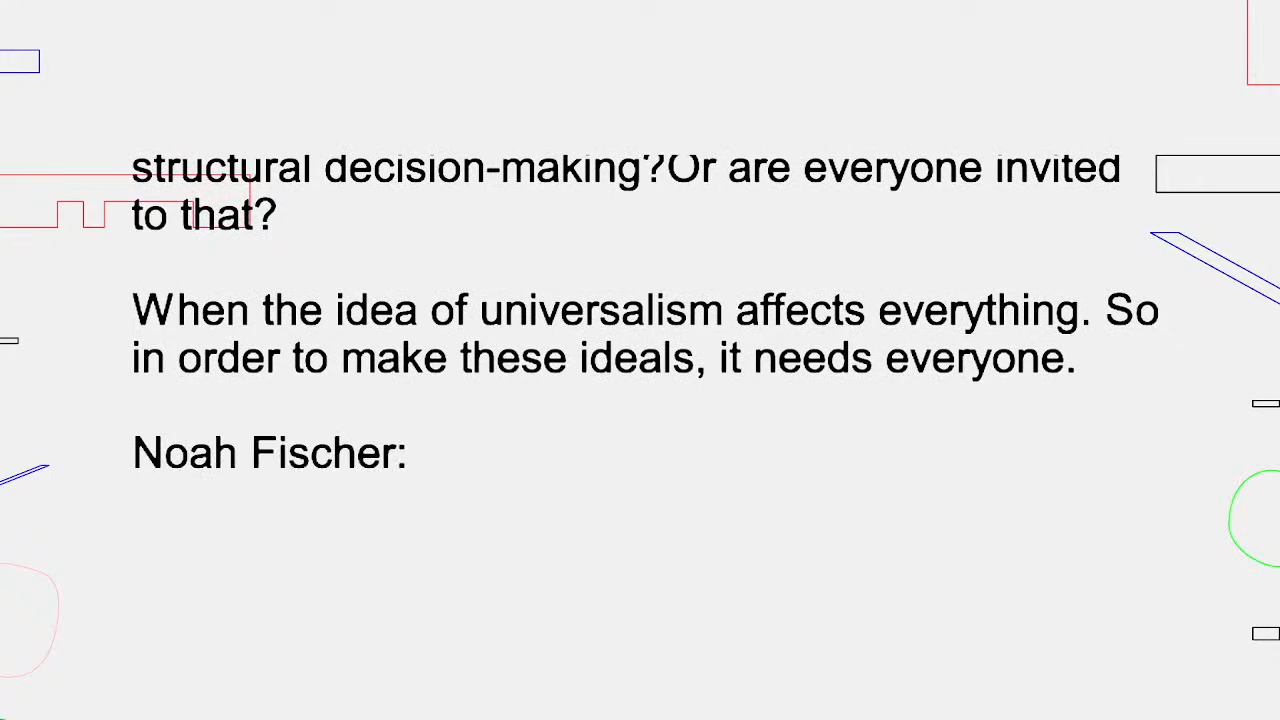 structural decision-making?Or are everyone invited
to that?
When the idea of universalism affects everything. So
in order to make these ideals, it needs everyone.
Noah Fischer: